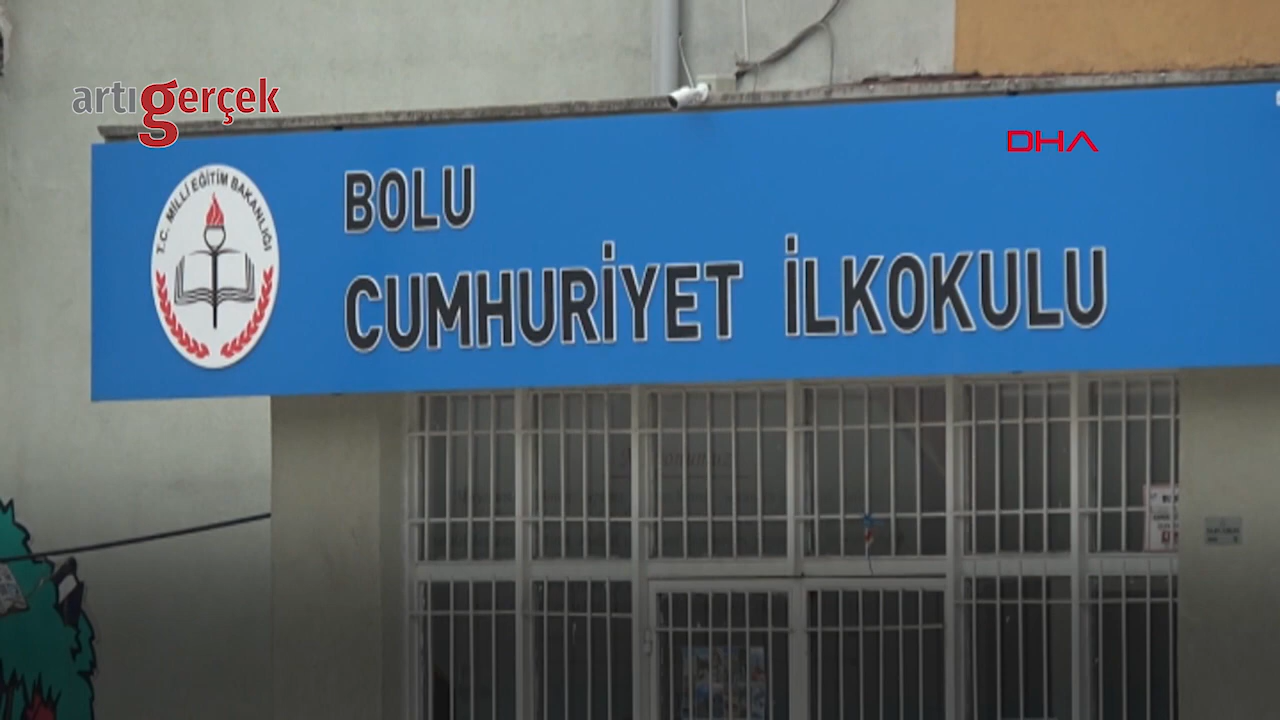 artıgerçek
DHA
T.C. MİLLİ EĞİTİM BAKANLIĞI
BOLU
CUMHURİYET İLKOKULU